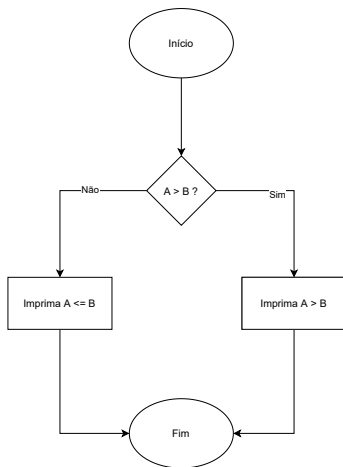 Início
A > B ?
Não
Sim
Imprima A <= B
Imprima A > B
Fim